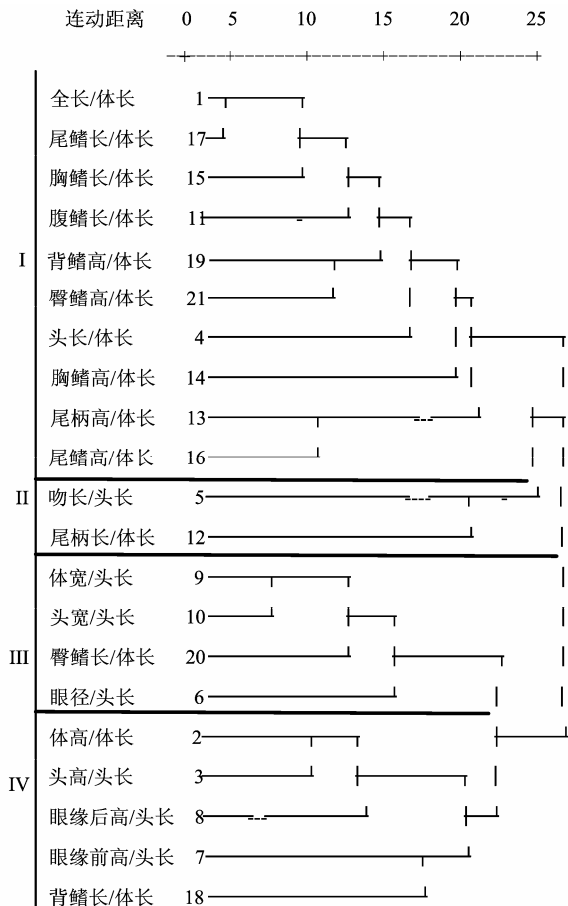 连动距离 0 5 10 15 20 25
全长/体长 1
尾鳍长/体长 17
胸鳍长/体长 15
腹鳍长/体长 11
I 背鳍高/体长 19
臀鳍高/体长 21
头长/体长 4
胸鳍高/体长 14
尾柄高/体长 13
尾鳍高/体长 16
II 吻长/头长 5
尾柄长/体长 12
体宽/头长 9
头宽/头长 10
III 臀鳍长/体长 20
眼径/头长 6
体高/体长 2
IV 头高/头长 3
眼缘后高/头长 8
眼缘前高/头长 7
背鳍长/体长 18